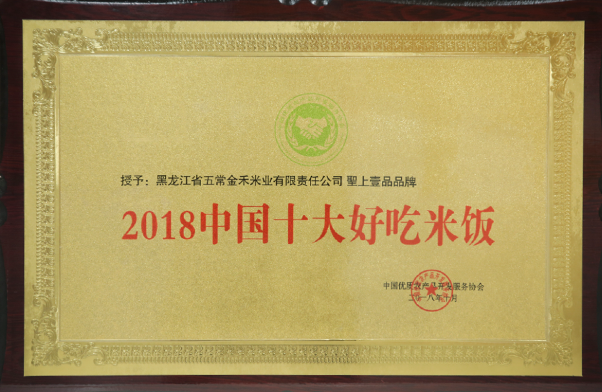 授予：黑龙江省五常金禾米业有限责任公司 聖上壹品品牌
2018中国十大好吃米饭
中国优质农产品开发服务协会
二〇一八年十月